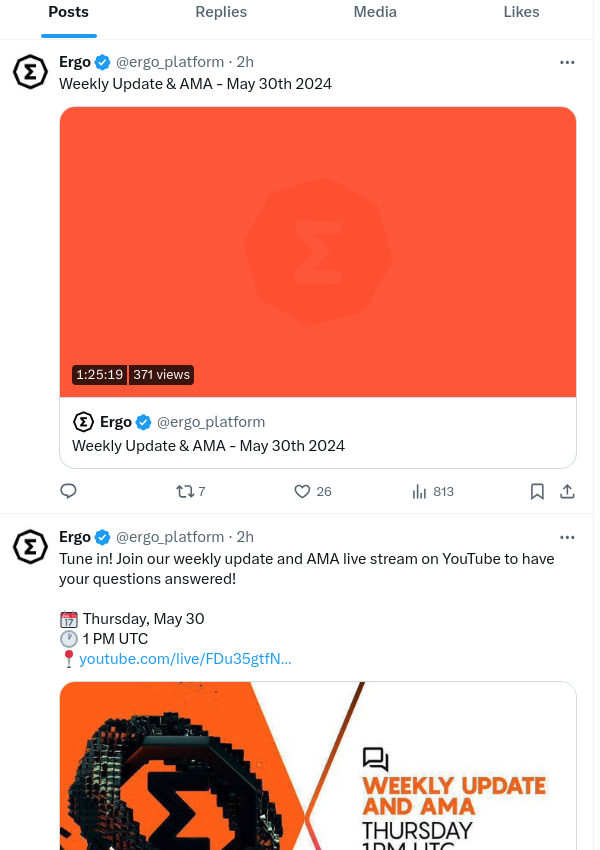 Posts Replies Media Likes
Ergo @ergo_platform · 2h
Weekly Update & AMA - May 30th 2024
1:25:19 371 views
Ergo @ergo_platform
Weekly Update & AMA - May 30th 2024
7 26 813
Ergo @ergo_platform · 2h
Tune in! Join our weekly update and AMA live stream on YouTube to have
your questions answered!
17 Thursday, May 30
1 PM UTC
youtube.com/live/FDu35gtfN...
WEEKLY UPDATE
AND AMA
THURSDAY
1PM UTC